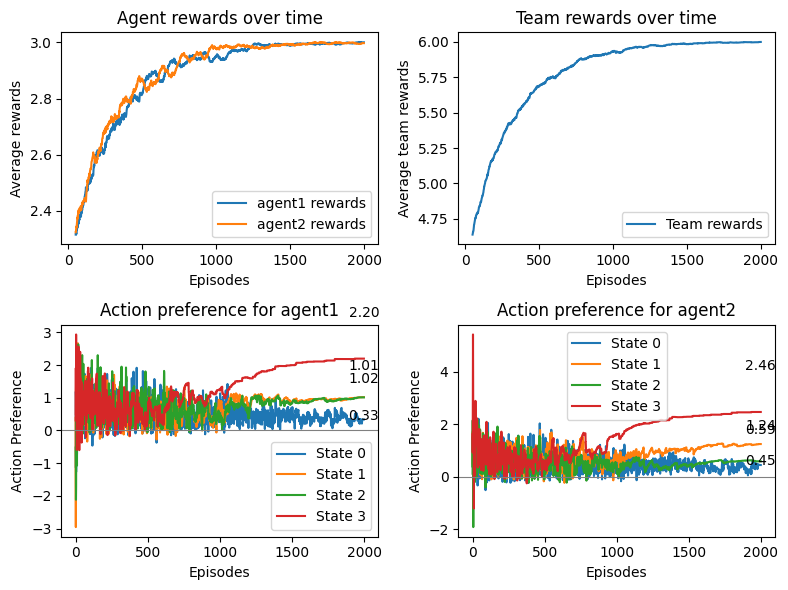 Agent rewards over time
Average rewards
3.0
2.8
2.6
2.4
agent1 rewards
agent2 rewards
0
500
1000
1500
2000
Episodes
Team rewards over time
Average team rewards
6.00
5.75
5.50
5.25
5.00
4.75
Team rewards
0
500
1000
1500
2000
Episodes
Action preference for agent1
Action Preference
3
2
1
0
−1
−2
−3
2.20
1.01
1.02
0.33
State 0
State 1
State 2
State 3
0
500
1000
1500
2000
Episodes
Action preference for agent2
Action Preference
4
2
0
−2
State 0
State 1
State 2
State 3
2.46
1.24
0.45
0
500
1000
1500
2000
Episodes